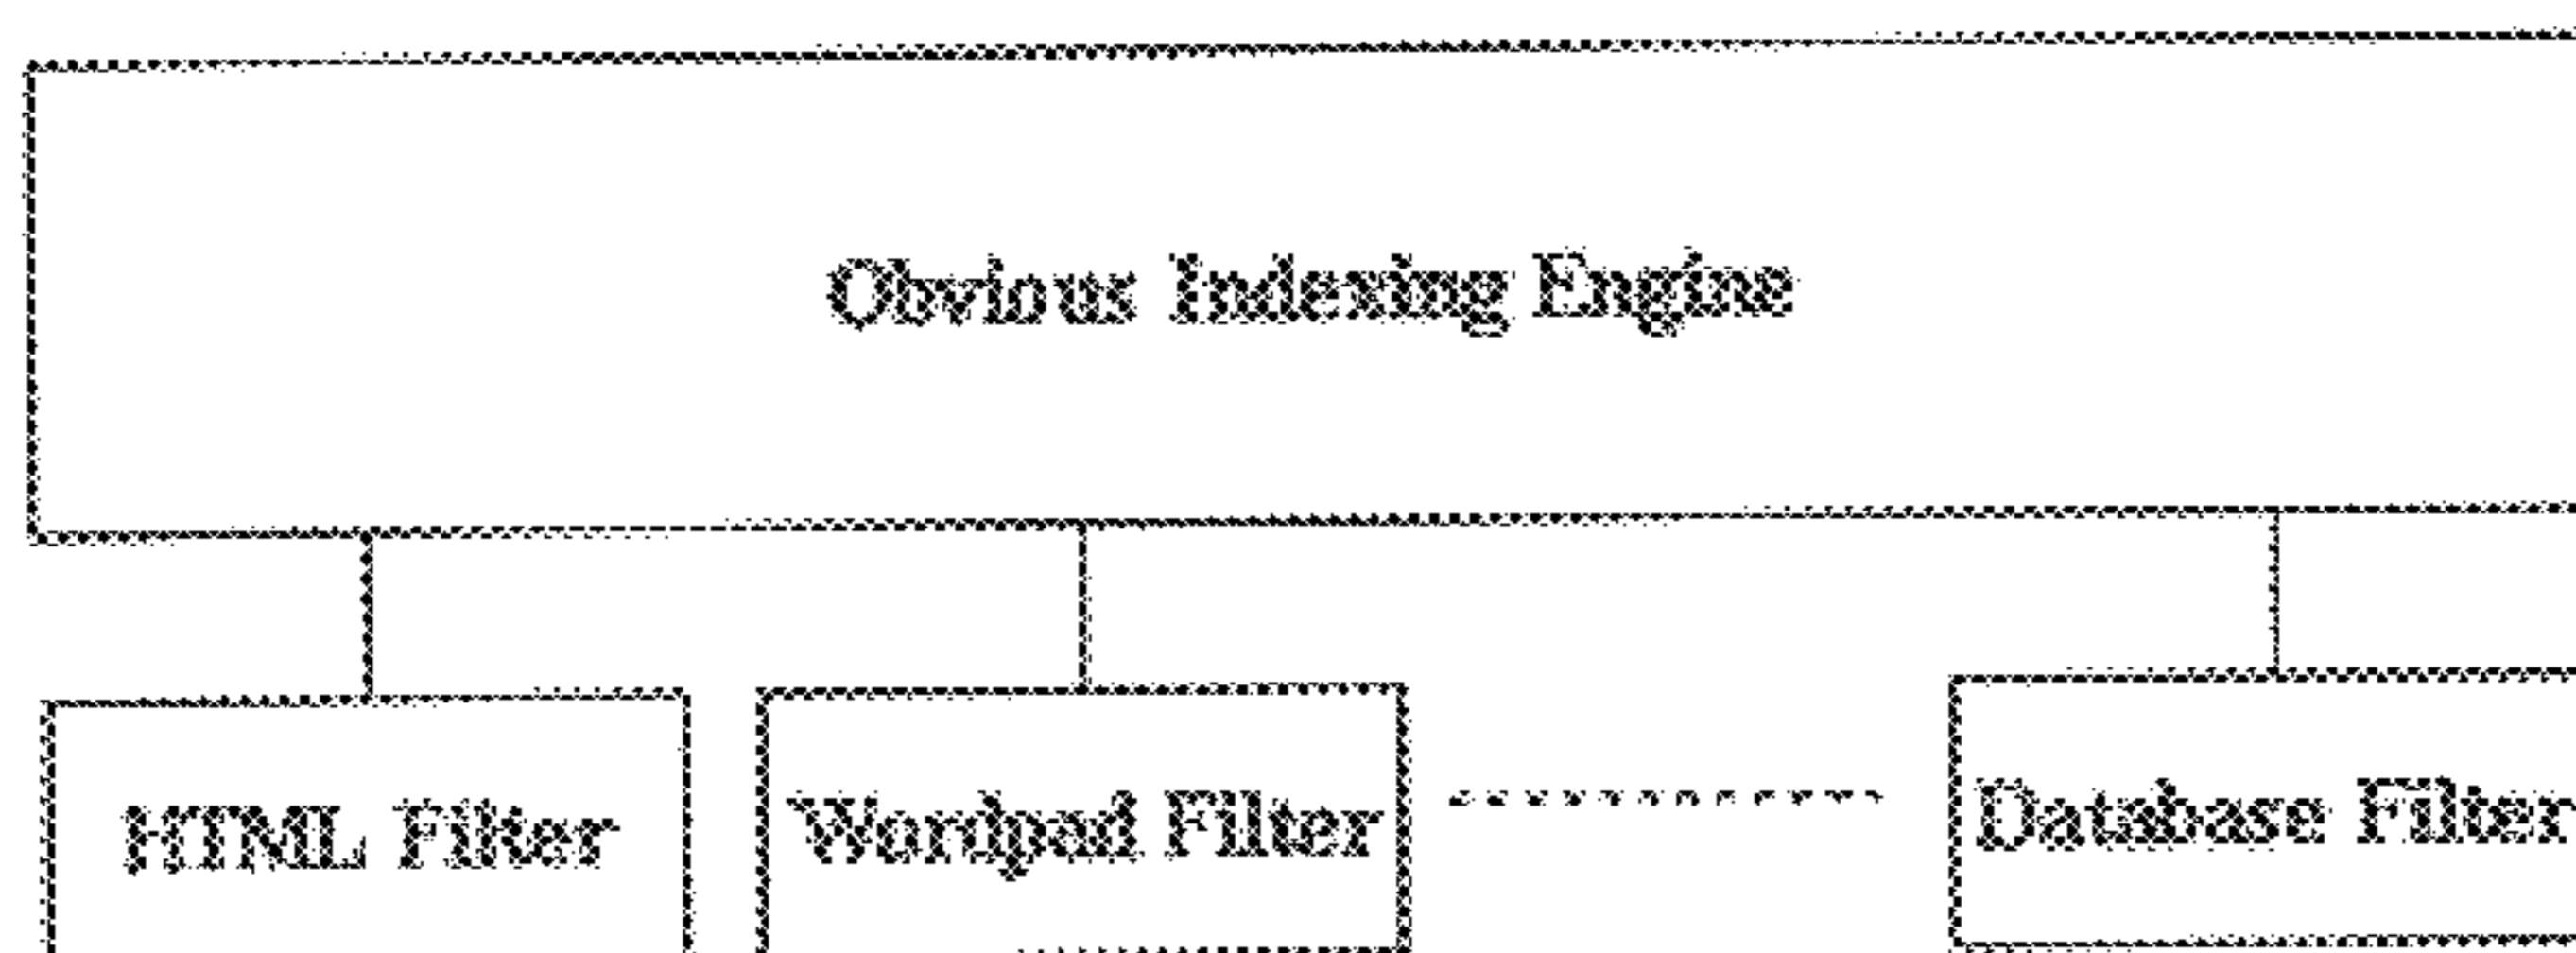 Obvious Indexing Engine
HTML Filter
Wordpad Filter
Database Filter